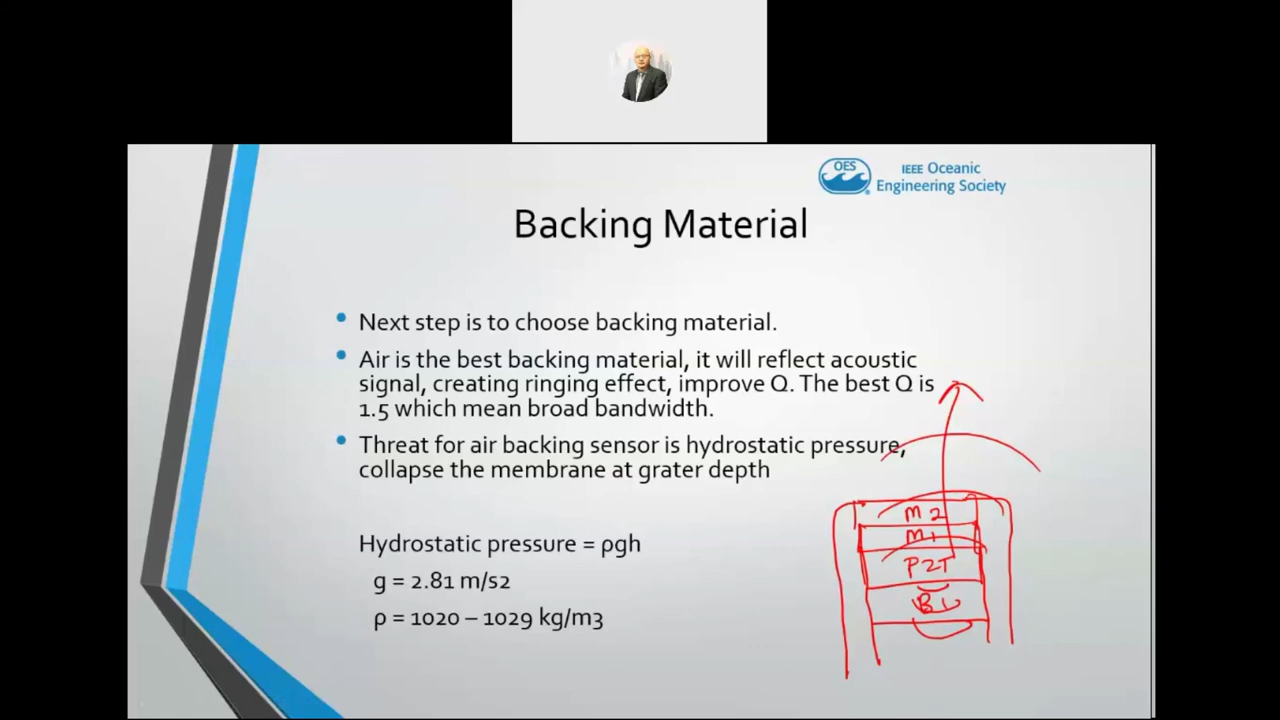 OES
IEEE Oceanic
Engineering Society
Backing Material
• Next step is to choose backing material.
• Air is the best backing material, it will reflect acoustic
signal, creating ringing effect, improve Q. The best Q is
1.5 which mean broad bandwidth.
• Threat for air backing sensor is hydrostatic pressure,
collapse the membrane at grater depth
Hydrostatic pressure = ρgh
g = 2.81 m/s2
ρ = 1020 – 1029 kg/m3
M2
M1
PZT